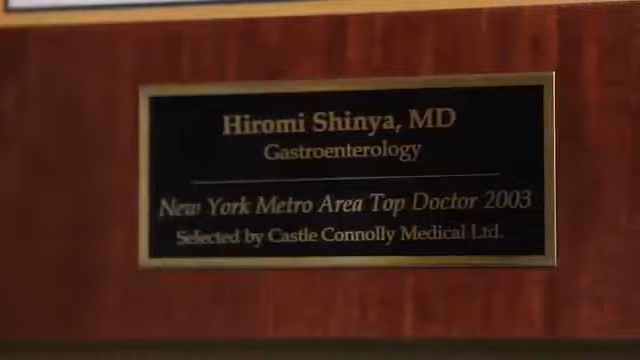 Hiromi Shinya, MD
Gastroenterology
New York Metro Area Top Doctor 2003
Selected by Castle Connolly Medical Ltd.